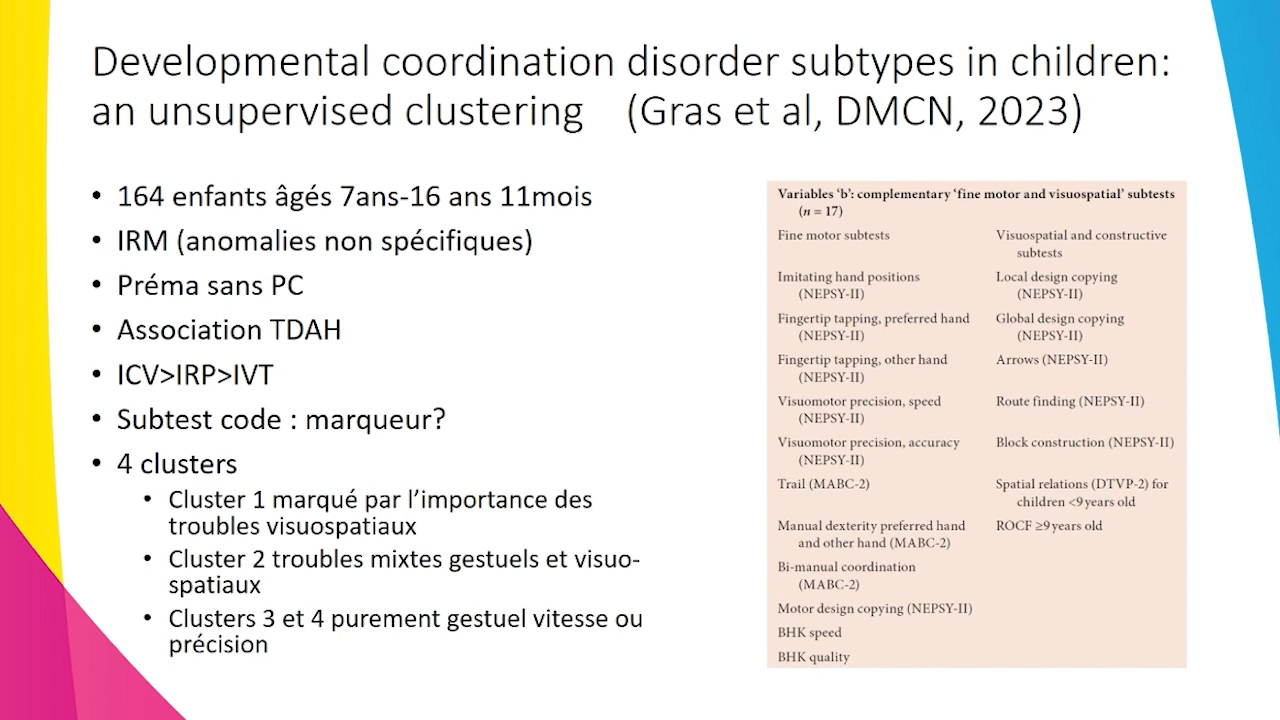 Developmental coordination disorder subtypes in children:
an unsupervised clustering (Gras et al, DMCN, 2023)
• 164 enfants âgés 7ans-16 ans 11mois
• IRM (anomalies non spécifiques)
• Préma sans PC
• Association TDAH
• ICV>IRP>IVT
• Subtest code : marqueur?
• 4 clusters
• Cluster 1 marqué par l’importance des
troubles visuospatiaux
• Cluster 2 troubles mixtes gestuels et visuo-
spatiaux
• Clusters 3 et 4 purement gestuel vitesse ou
précision
Variables ‘b’: complementary ‘fine motor and visuospatial’ subtests
(n = 17)
Fine motor subtests
Imitating hand positions
(NEPSY-II)
Fingertip tapping, preferred hand
(NEPSY-II)
Fingertip tapping, other hand
(NEPSY-II)
Visuomotor precision, speed
(NEPSY-II)
Visuomotor precision, accuracy
(NEPSY-II)
Trail (MABC-2)
Manual dexterity preferred hand
and other hand (MABC-2)
Bi-manual coordination
(MABC-2)
Motor design copying (NEPSY-II)
BHK speed
BHK quality
Visuospatial and constructive
subtests
Local design copying
(NEPSY-II)
Global design copying
(NEPSY-II)
Arrows (NEPSY-II)
Route finding (NEPSY-II)
Block construction (NEPSY-II)
Spatial relations (DTVP-2) for
children <9 years old
ROCF ≥9 years old